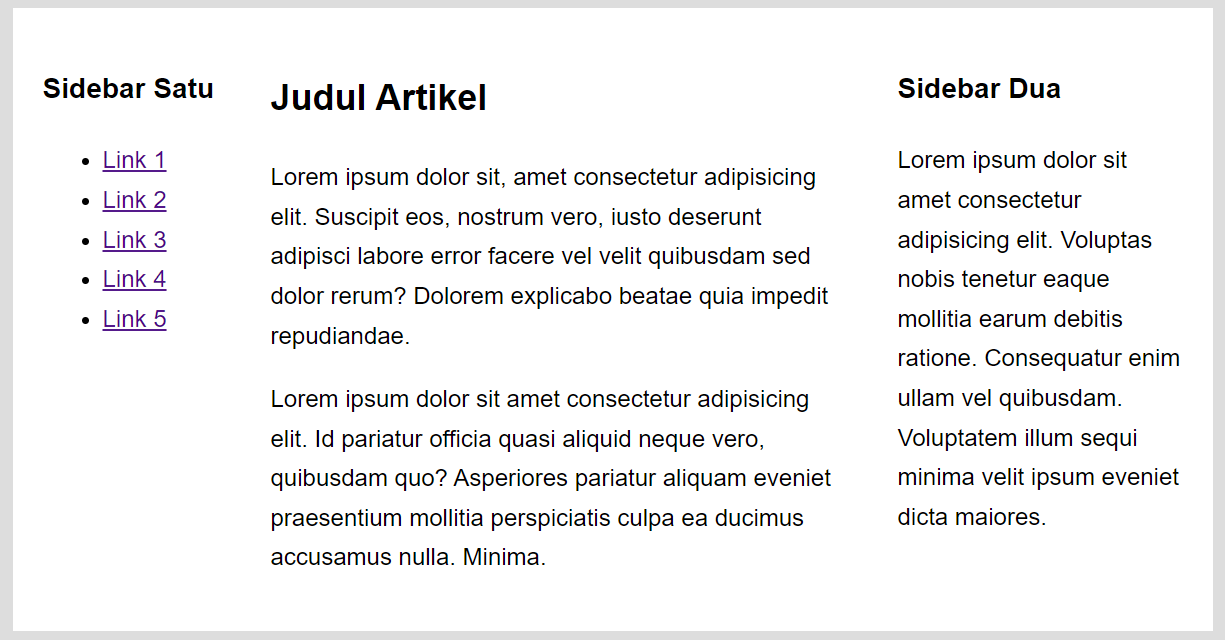 Sidebar Satu
Link 1
Link 2
Link 3
Link 4
Link 5
Judul Artikel
Lorem ipsum dolor sit, amet consectetur adipisicing
elit. Suscipit eos, nostrum vero, iusto deserunt
adipisci labore error facere vel velit quibusdam sed
dolor rerum? Dolorem explicabo beatae quia impedit
repudiandae.
Lorem ipsum dolor sit amet consectetur adipisicing
elit. Id pariatur officia quasi aliquid neque vero,
quibusdam quo? Asperiores pariatur aliquam eveniet
praesentium mollitia perspiciatis culpa ea ducimus
accusamus nulla. Minima.
Sidebar Dua
Lorem ipsum dolor sit
amet consectetur
adipisicing elit. Voluptas
nobis tenetur eaque
mollitia earum debitis
ratione. Consequatur enim
ullam vel quibusdam.
Voluptatem illum sequi
minima velit ipsum eveniet
dicta maiores.